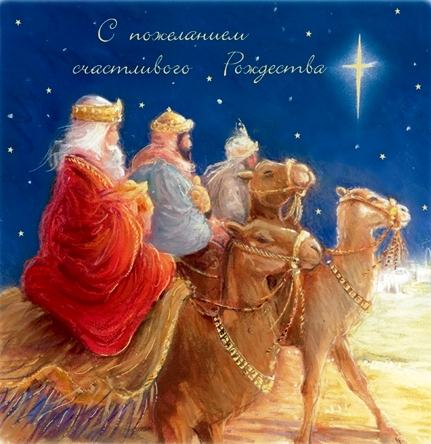 С пожеланием
счастливого Рождества